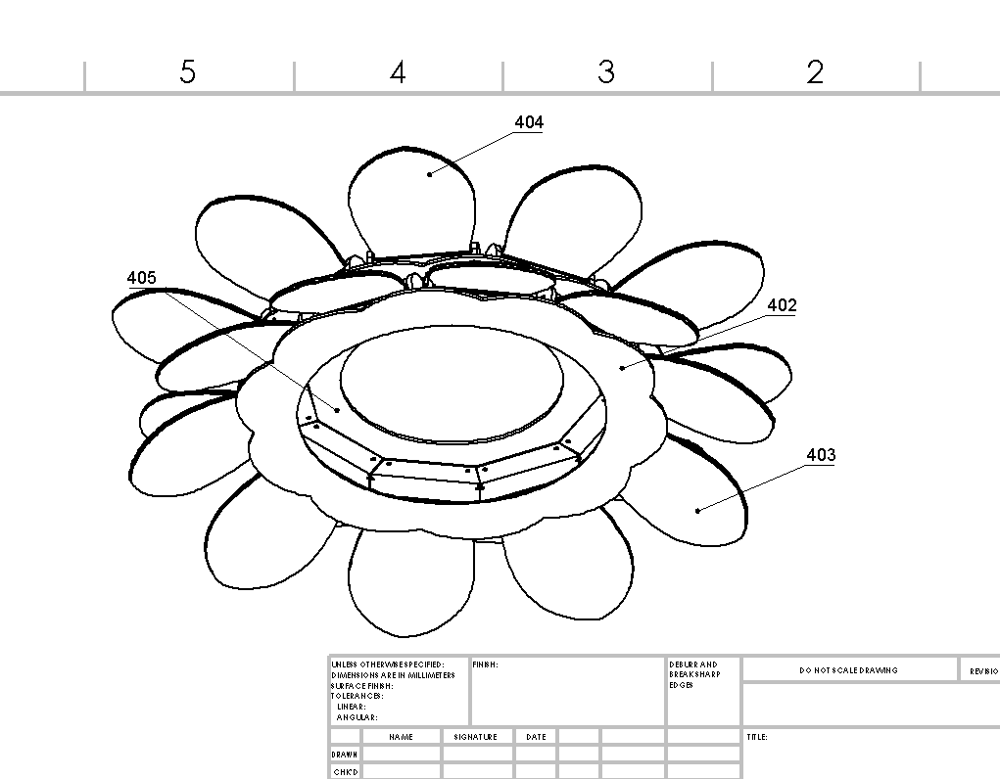 5 4 3 2
404
405
402
403
UNLESS OTHERWISE SPECIFIED:
DIMENSIONS ARE IN MILLIMETERS
SURFACE FINISH:
TOLERANCES:
LINEAR:
ANGULAR:
FINISH:
DEBURR AND
BREAK SHARP
EDGES
DO NOT SCALE DRAWING
REVISIO
NAME SIGNATURE DATE
TITLE:
DRAWN
CHK'D